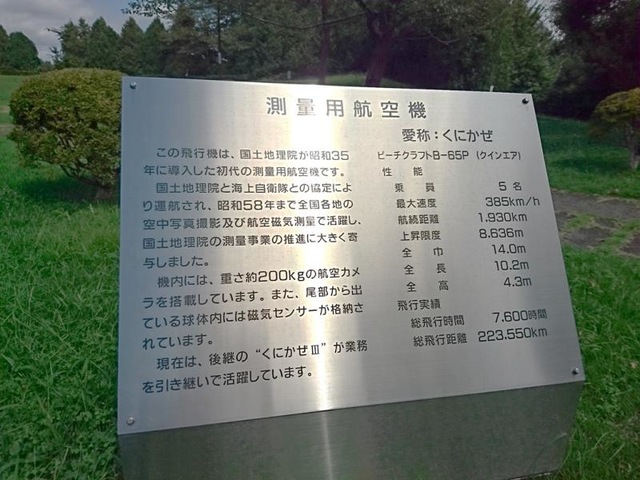 測量用航空機
愛称：くにかぜ
この飛行機は、国土地理院が昭和35
年に導入した初代の測量用航空機です。
国土地理院と海上自衛隊との協定によ
り運航され、昭和58年まで全国各地の
空中写真撮影及び航空磁気測量で活躍し、
国土地理院の測量事業の推進に大きく寄
与しました。
機内には、重さ約200kgの航空カメ
ラを搭載しています。また、尾部から出
ている球体内には磁気センサーが格納さ
れています。
現在は、後継の“くにかぜⅢ”が業務
を引き継いで活躍しています。
ビーチクラフトB-65P（クインエア）
性能
乗員 5名
最大速度 385km/h
航続距離 1,930km
上昇限度 8,636m
全巾 14.0m
全長 10.2m
全高 4.3m
飛行実績
総飛行時間 7,600時間
総飛行距離 223,550km